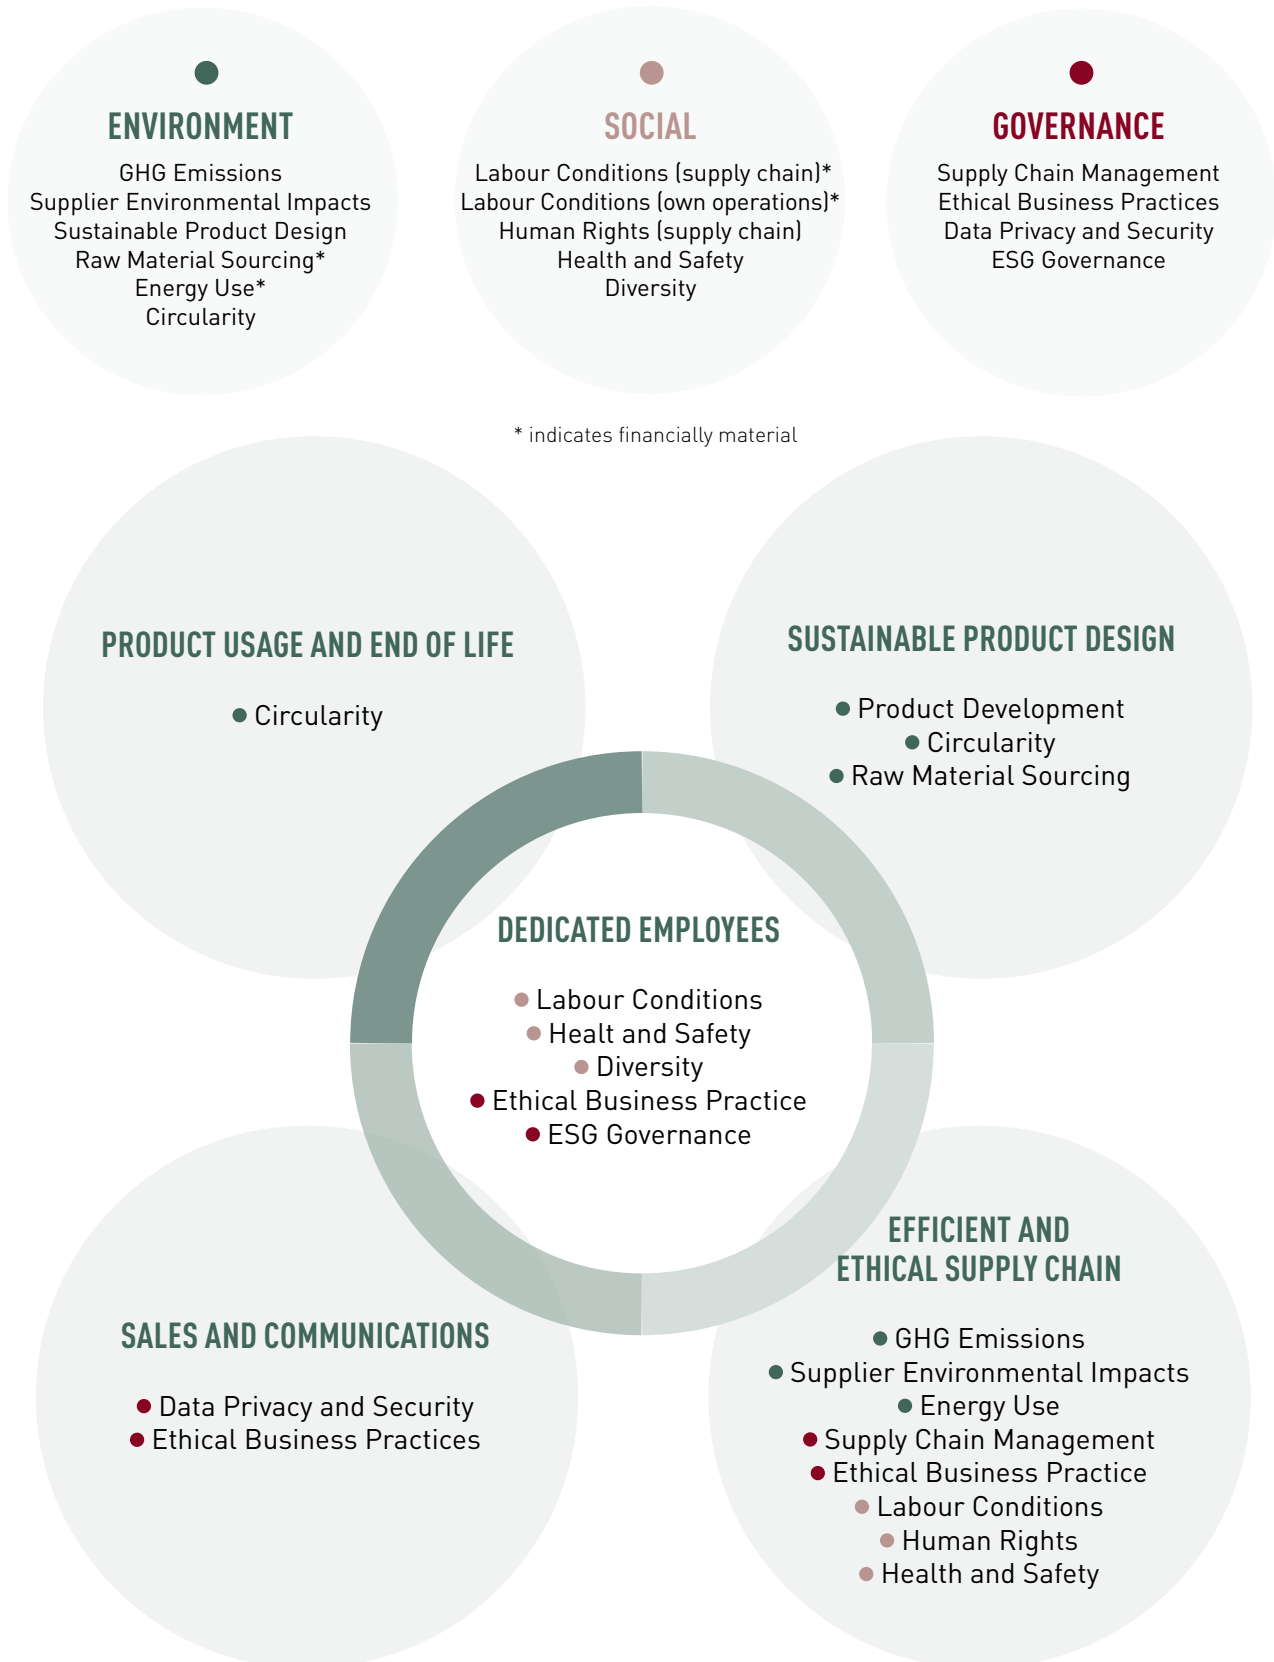 ENVIRONMENT
GHG Emissions
Supplier Environmental Impacts
Sustainable Product Design
Raw Material Sourcing*
Energy Use*
Circularity
SOCIAL
Labour Conditions (supply chain)*
Labour Conditions (own operations)*
Human Rights (supply chain)
Health and Safety
Diversity
GOVERNANCE
Supply Chain Management
Ethical Business Practices
Data Privacy and Security
ESG Governance
* indicates financially material
PRODUCT USAGE AND END OF LIFE
Circularity
SUSTAINABLE PRODUCT DESIGN
Product Development
Circularity
Raw Material Sourcing
DEDICATED EMPLOYEES
Labour Conditions
Healt and Safety
Diversity
Ethical Business Practice
ESG Governance
SALES AND COMMUNICATIONS
Data Privacy and Security
Ethical Business Practices
EFFICIENT AND
ETHICAL SUPPLY CHAIN
GHG Emissions
Supplier Environmental Impacts
Energy Use
Supply Chain Management
Ethical Business Practice
Labour Conditions
Human Rights
Health and Safety